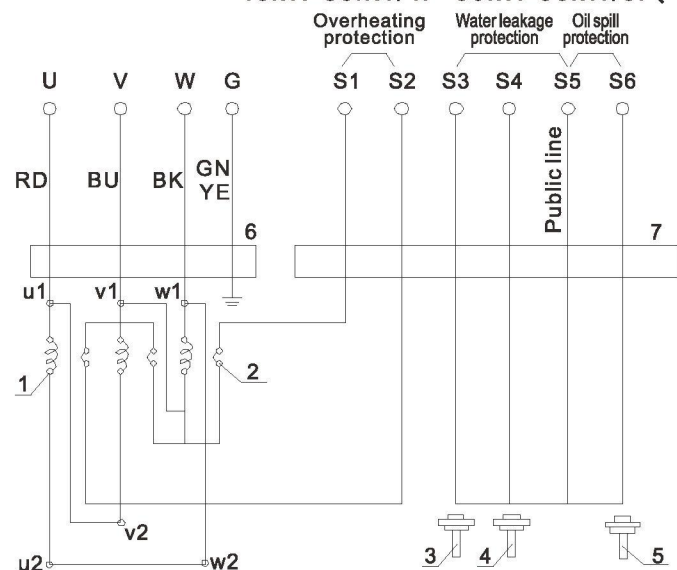 Overheating protection
Water leakage protection
Oil spill protection
U V W G S1 S2 S3 S4 S5 S6
RD BU BK GN YE Public line
6 7
u1 v1 w1
1 2
v2
3 4 5
u2 w2